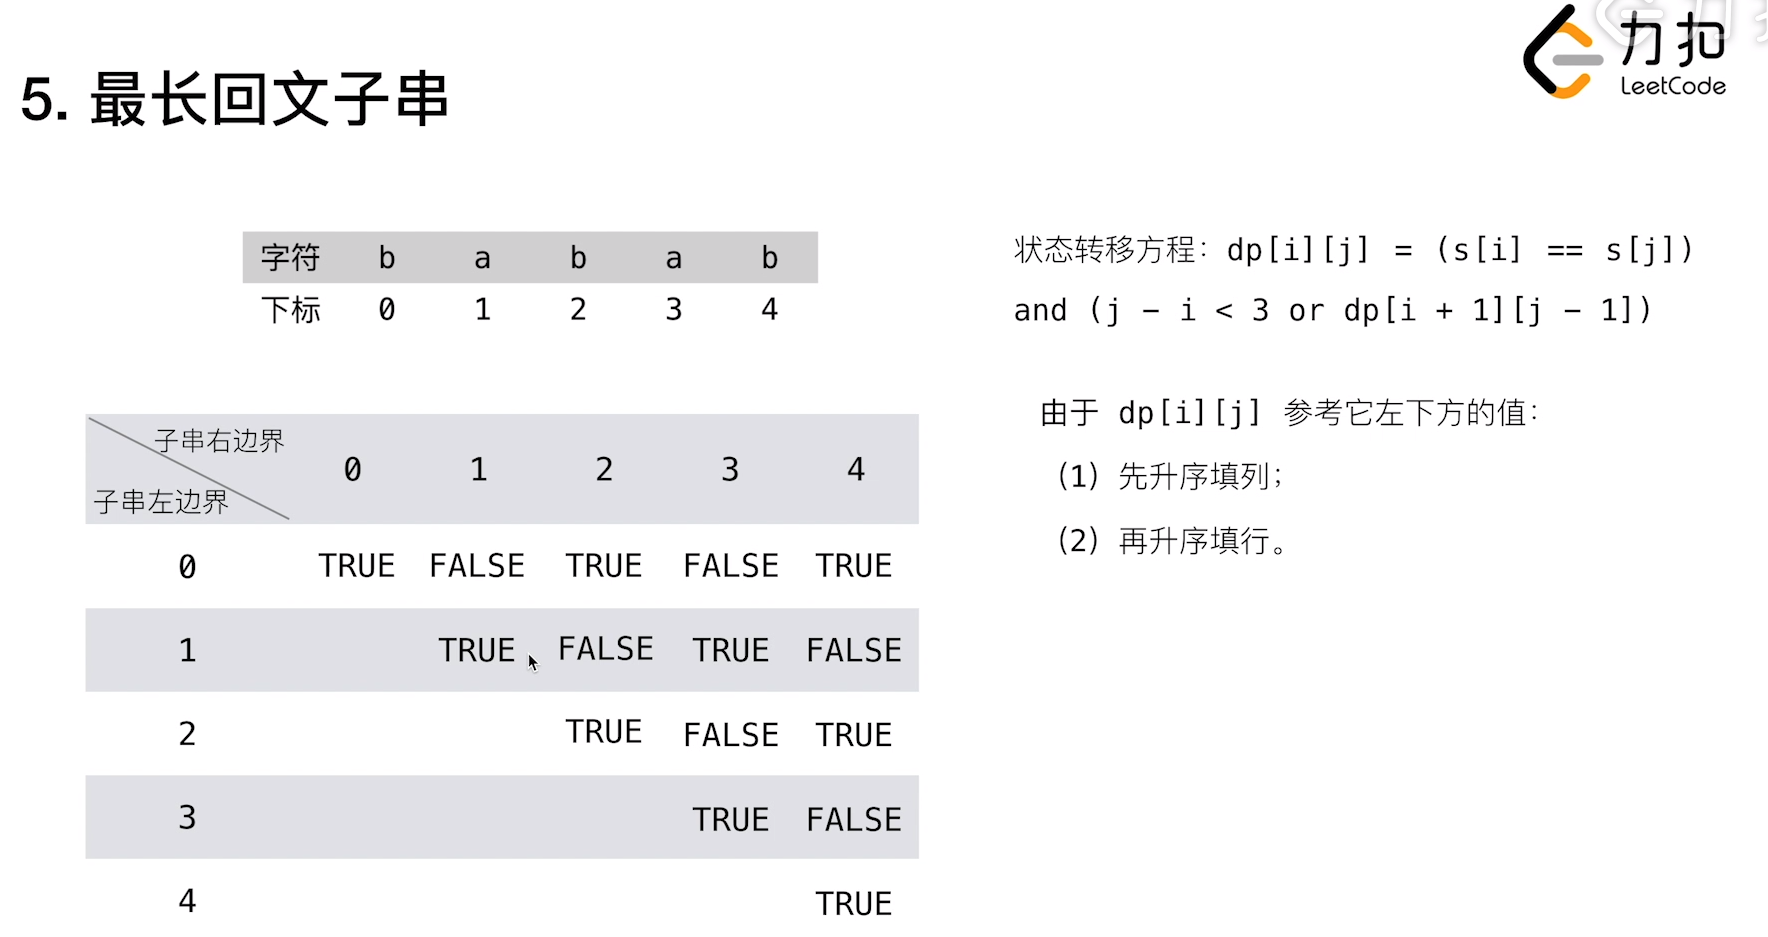 力扣
LeetCode
5. 最长回文子串
字符 b a b a b
下标 0 1 2 3 4
状态转移方程：dp[i][j] = (s[i] == s[j])
and (j - i < 3 or dp[i + 1][j - 1])
由于 dp[i][j] 参考它左下方的值：
(1) 先升序填列；
(2) 再升序填行。
子串右边界
子串左边界
0 1 2 3 4
0 TRUE FALSE TRUE FALSE TRUE
1 TRUE FALSE TRUE FALSE
2 TRUE FALSE TRUE
3 TRUE FALSE
4 TRUE